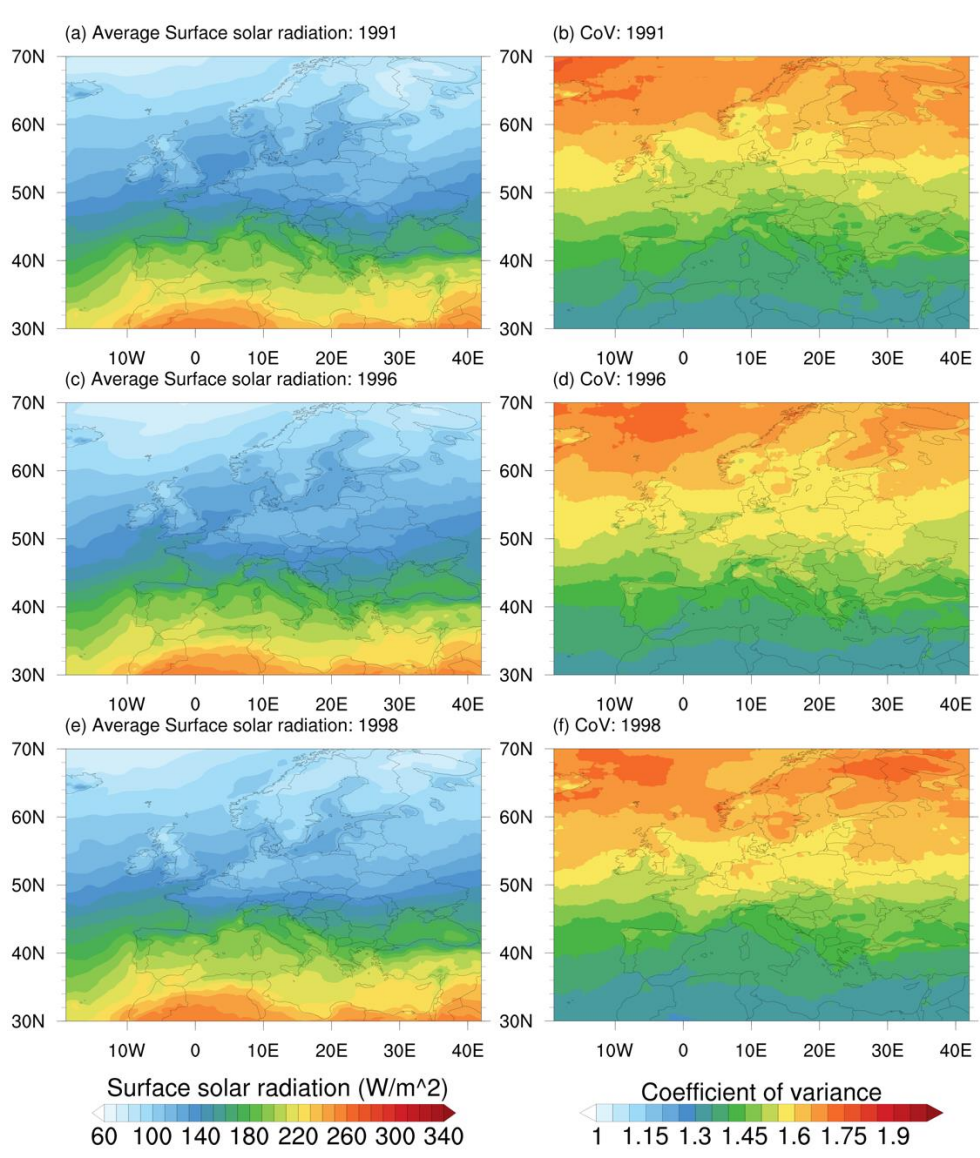 (a) Average Surface solar radiation: 1991
(b) CoV: 1991
70N
60N
50N
40N
30N
10W 0 10E 20E 30E 40E
70N
60N
50N
40N
30N
10W 0 10E 20E 30E 40E
(c) Average Surface solar radiation: 1996
(d) CoV: 1996
70N
60N
50N
40N
30N
10W 0 10E 20E 30E 40E
70N
60N
50N
40N
30N
10W 0 10E 20E 30E 40E
(e) Average Surface solar radiation: 1998
(f) CoV: 1998
70N
60N
50N
40N
30N
10W 0 10E 20E 30E 40E
70N
60N
50N
40N
30N
10W 0 10E 20E 30E 40E
Surface solar radiation (W/m^2)
60 100 140 180 220 260 300 340
Coefficient of variance
1 1.15 1.3 1.45 1.6 1.75 1.9